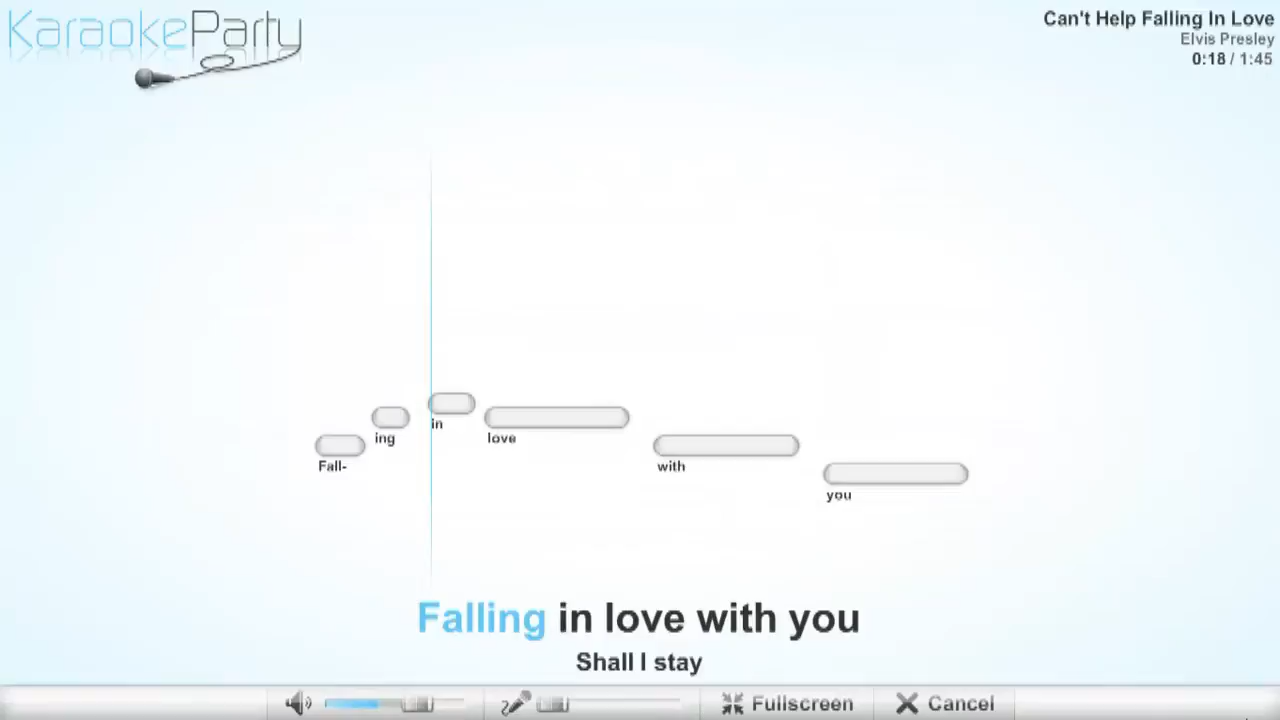 KaraokeParty
Can't Help Falling In Love
Elvis Presley
0:18 / 1:45
in
ing
love
Fall-
with
you
Falling in love with you
Shall I stay
Fullscreen
Cancel